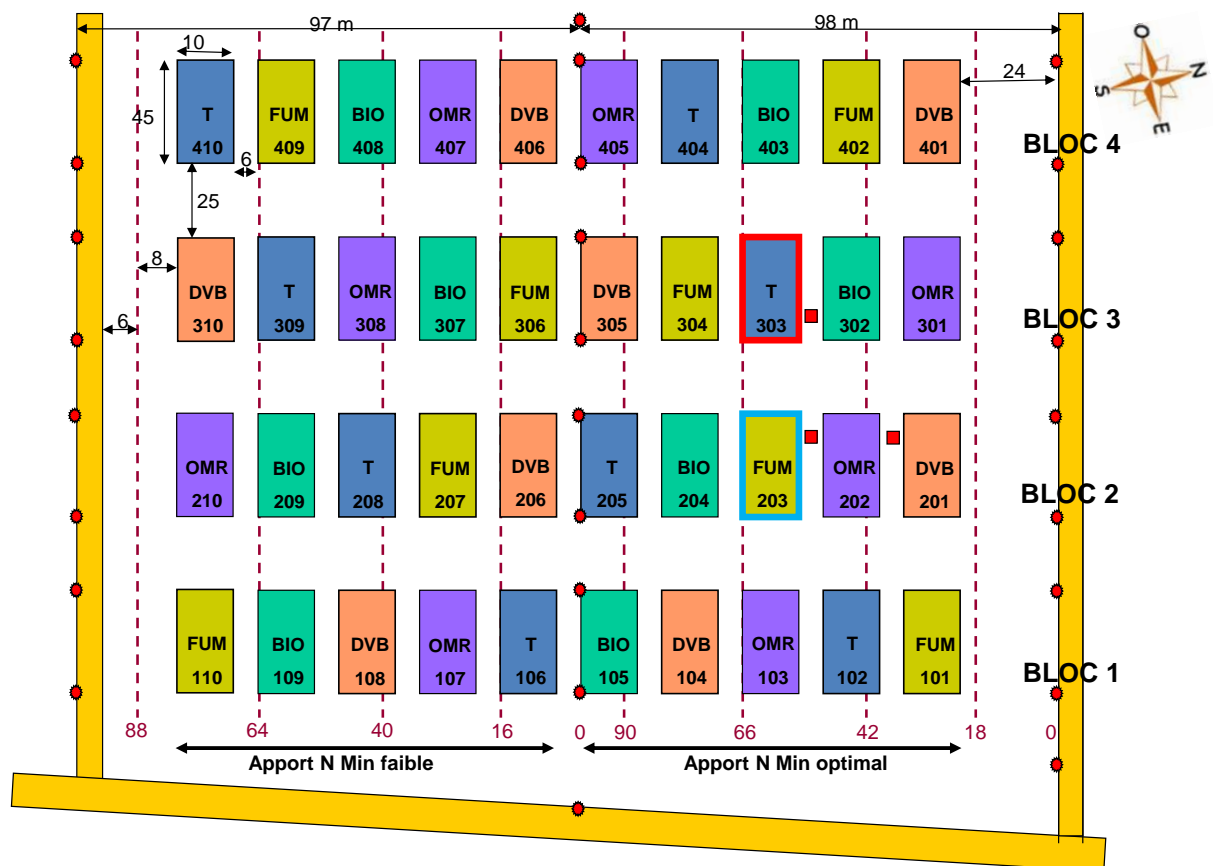 97 m
98 m
O
N
S
E
10
24
45
T FUM BIO OMR DVB OMR T BIO FUM DVB
410 409 408 407 406 405 404 403 402 401
BLOC 4
6
25
8
DVB T OMR BIO FUM DVB FUM T BIO OMR
310 309 308 307 306 305 304 303 302 301
BLOC 3
6
OMR BIO T FUM DVB T BIO FUM OMR DVB
210 209 208 207 206 205 204 203 202 201
BLOC 2
FUM BIO DVB OMR T BIO DVB OMR T FUM
110 109 108 107 106 105 104 103 102 101
BLOC 1
88 64 40 16 0 90 66 42 18 0
Apport N Min faible
Apport N Min optimal